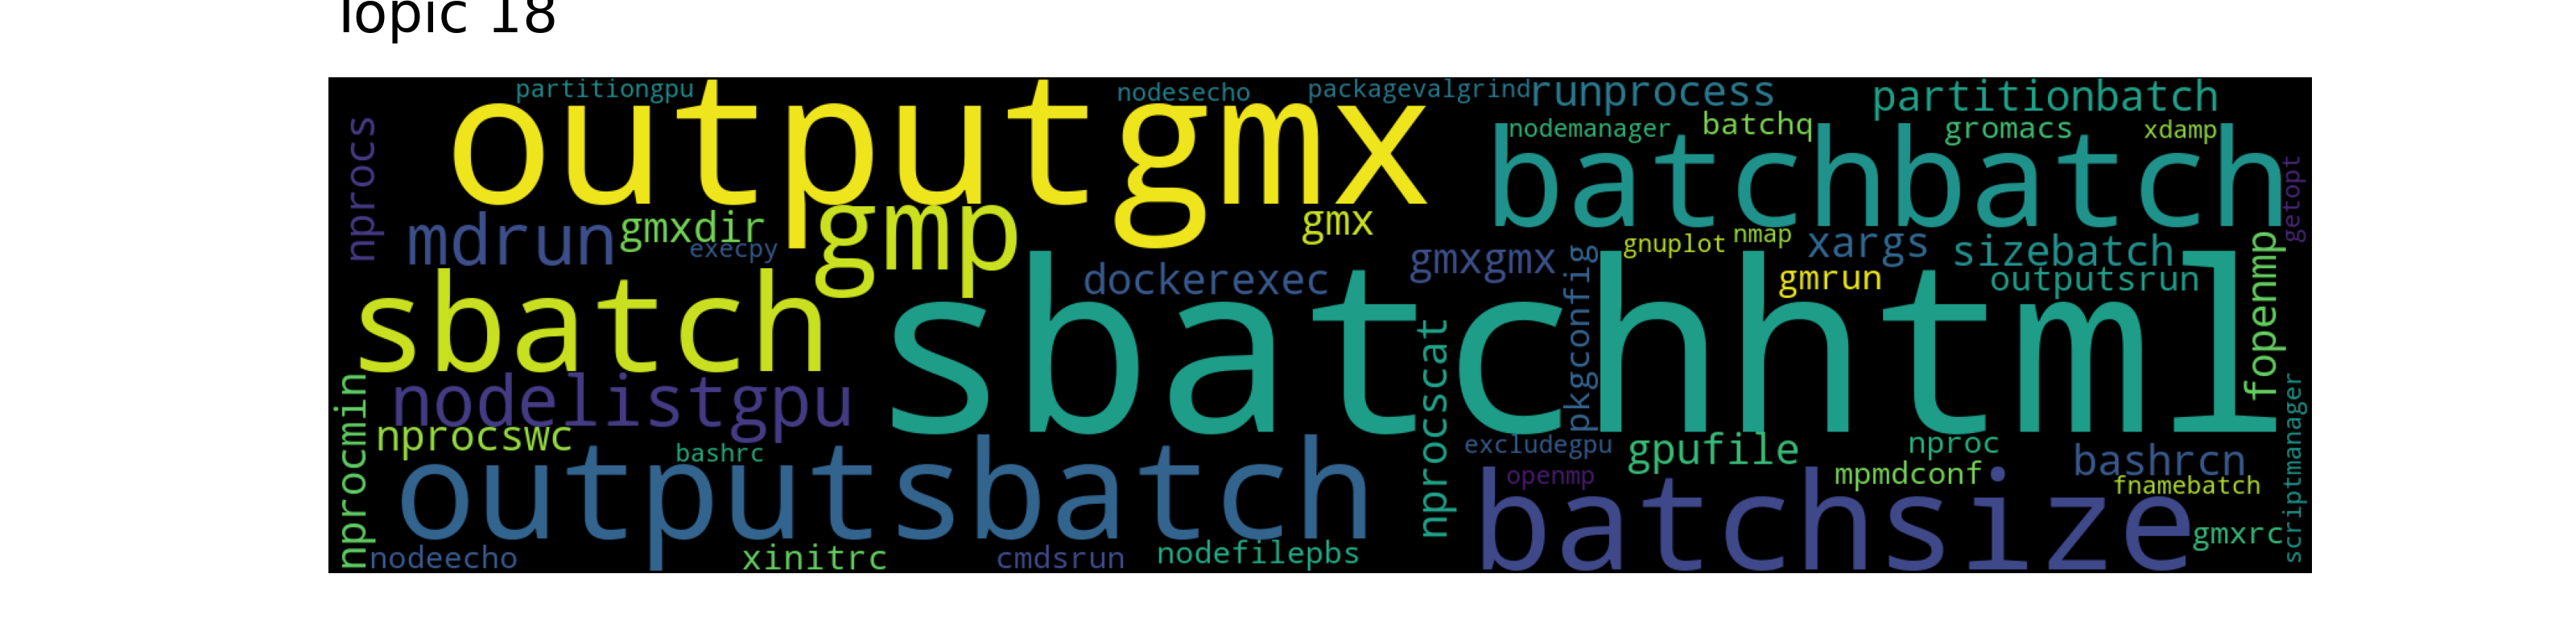 Topic 18
partitiongpu
nodesecho
packagevalgrind
runprocess
partitionbatch
outputgmx
nodemanager
batchq
gromacs
xdamp
nprocs
batchbatch
getopt
mdrun
gmxdir
execpy
gmp
gmx
gnuplot
nmap
xargs
sizebatch
gmxgmx
dockerexec
gmrun
outputsrun
pkgconfig
fopenmp
sbatch
sbatchhtml
nprocscat
nodelistgpu
nprocmin
nprocswc
bashrc
excludegpu
gpufile
nproc
bashrcn
openmp
mpmdconf
fnamebatch
scriptmanager
outputsbatch
batchsize
gmxrc
nodeecho
xinitrc
cmdsrun
nodefilepbs